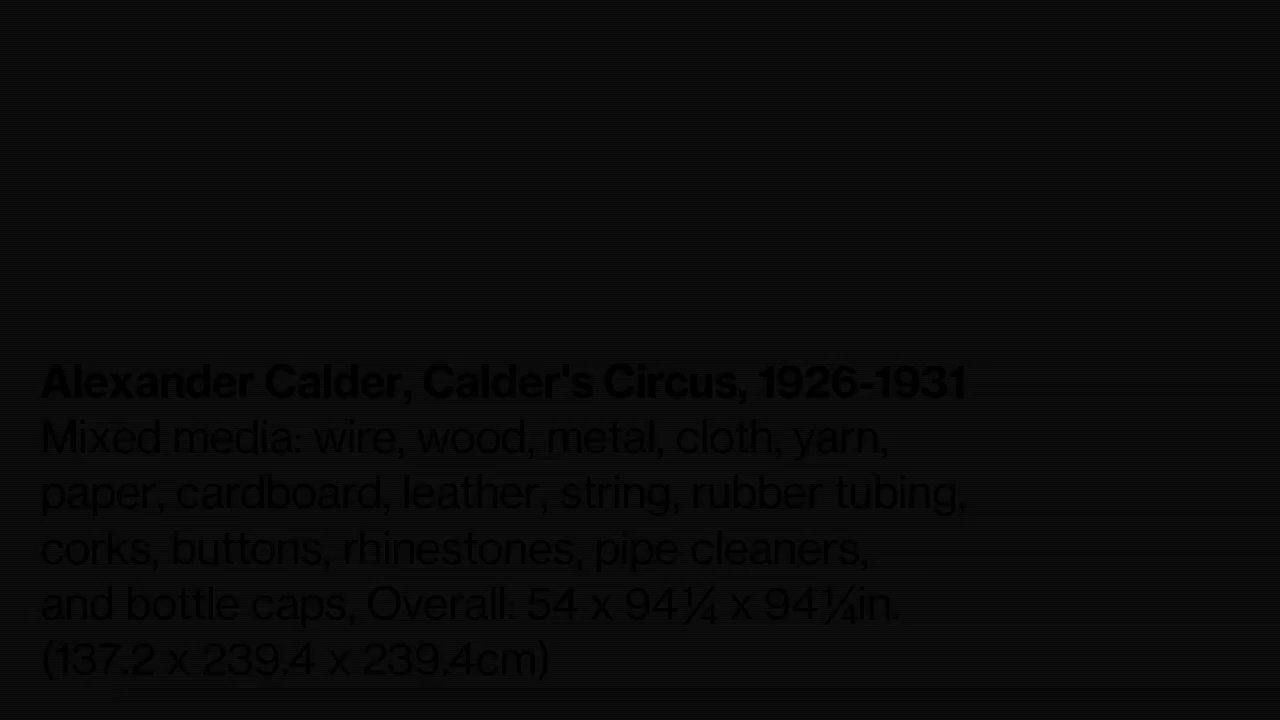 Alexander Calder, Calder's Circus, 1926-1931
Mixed media: wire, wood, metal, cloth, yarn,
paper, cardboard, leather, string, rubber tubing,
corks, buttons, rhinestones, pipe cleaners,
and bottle caps, Overall: 54 x 94¼ x 94¼in.
(137.2 x 239.4 x 239.4cm)